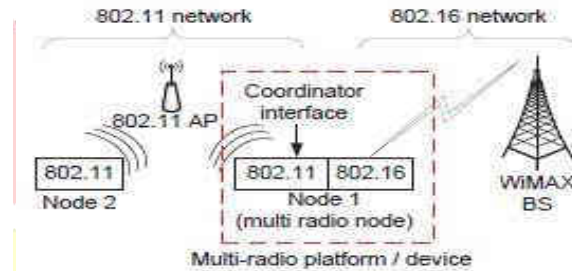 802.11 network
802.16 network
Coordinator
interface
802.11 AP
802.11
802.11
802.16
Node 2
Node 1
(multi radio node)
WiMAX
BS
Multi-radio platform / device